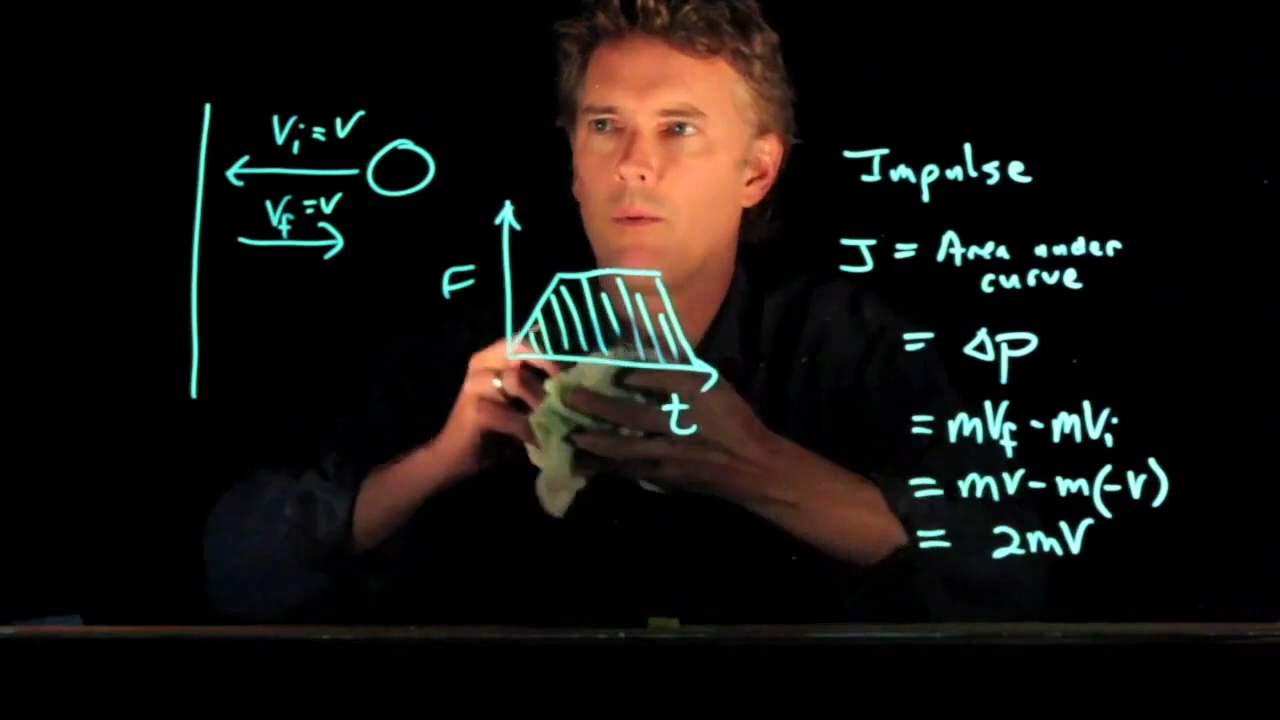 Vi = V
Vf = V
F
t
Impulse
J = Area under
curve
= Δp
= mVf - mVi
= mv - m(-v)
= 2mV